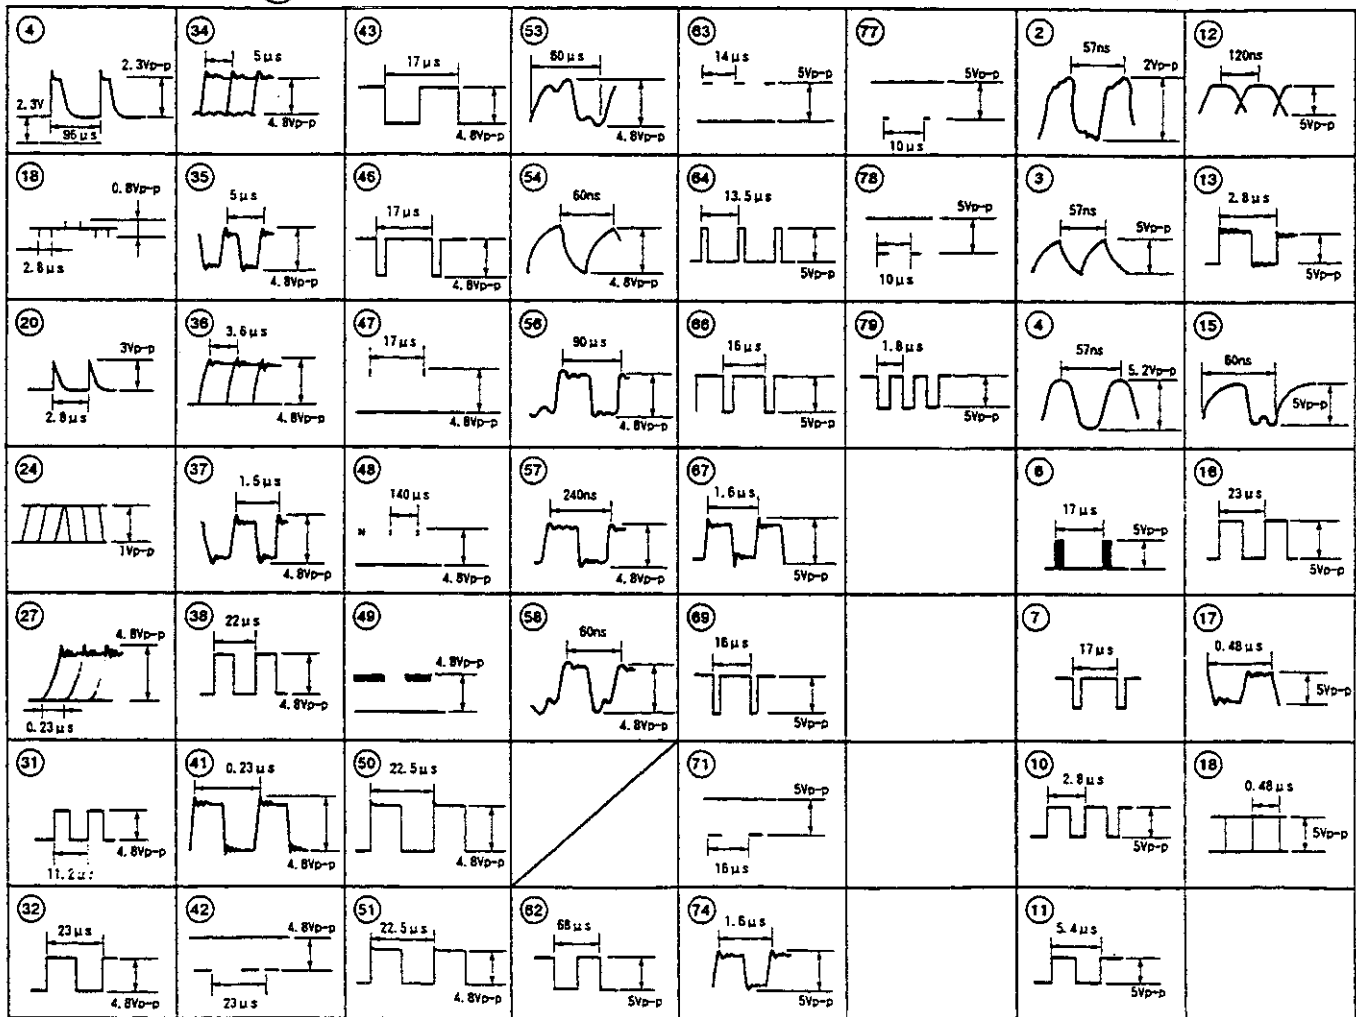 4
2.3Vp-p
2.3V
96μs
34
5μs
4.8Vp-p
43
17μs
4.8Vp-p
53
60μs
4.8Vp-p
63
14μs
5Vp-p
77
5Vp-p
10μs
2
57ns
2Vp-p
12
120ns
5Vp-p
18
0.8Vp-p
2.8μs
35
5μs
4.8Vp-p
46
17μs
4.8Vp-p
54
60ns
4.8Vp-p
64
13.5μs
5Vp-p
78
5Vp-p
10μs
3
57ns
5Vp-p
13
2.8μs
5Vp-p
20
3Vp-p
2.8μs
36
3.6μs
4.8Vp-p
47
17μs
4.8Vp-p
56
90μs
4.8Vp-p
66
16μs
5Vp-p
79
1.8μs
5Vp-p
4
57ns
5.2Vp-p
15
60ns
5Vp-p
24
1Vp-p
37
1.5μs
4.8Vp-p
48
140μs
4.8Vp-p
57
240ns
4.8Vp-p
67
1.6μs
5Vp-p
6
17μs
5Vp-p
16
23μs
5Vp-p
27
4.8Vp-p
0.23μs
38
22μs
4.8Vp-p
49
4.8Vp-p
58
60ns
4.8Vp-p
69
16μs
5Vp-p
7
17μs
5Vp-p
17
0.48μs
5Vp-p
31
4.8Vp-p
11.2μs
41
0.23μs
4.8Vp-p
50
22.5μs
4.8Vp-p
71
5Vp-p
16μs
10
2.8μs
5Vp-p
18
0.48μs
5Vp-p
32
23μs
4.8Vp-p
42
4.8Vp-p
23μs
51
22.5μs
4.8Vp-p
62
68μs
5Vp-p
74
1.6μs
5Vp-p
11
5.4μs
5Vp-p